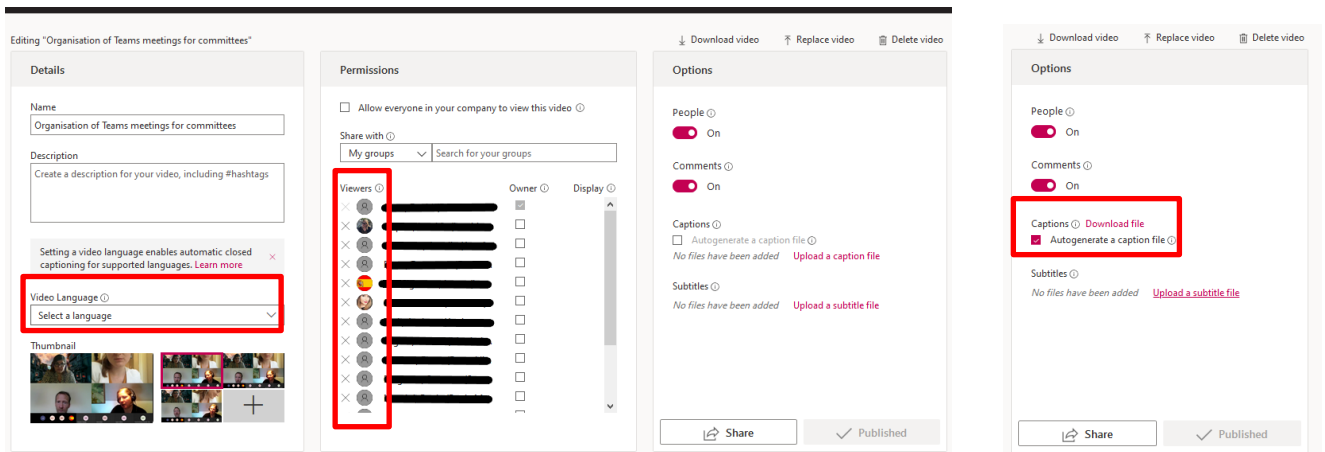 Editing "Organisation of Teams meetings for committees"
Download video
Replace video
Delete video
Details
Name
Organisation of Teams meetings for committees
Description
Create a description for your video, including #hashtags
Setting a video language enables automatic closed
captioning for supported languages. Learn more
Video Language
Select a language
Thumbnail
Permissions
Allow everyone in your company to view this video
Share with
My groups
Search for your groups
Viewers
Owner
Display
Options
People
On
Comments
On
Captions
Autogenerate a caption file
No files have been added Upload a caption file
Subtitles
No files have been added Upload a subtitle file
Share
Published
Download video
Replace video
Delete video
Options
People
On
Comments
On
Captions Download file
Autogenerate a caption file
Subtitles
No files have been added Upload a subtitle file
Share
Published